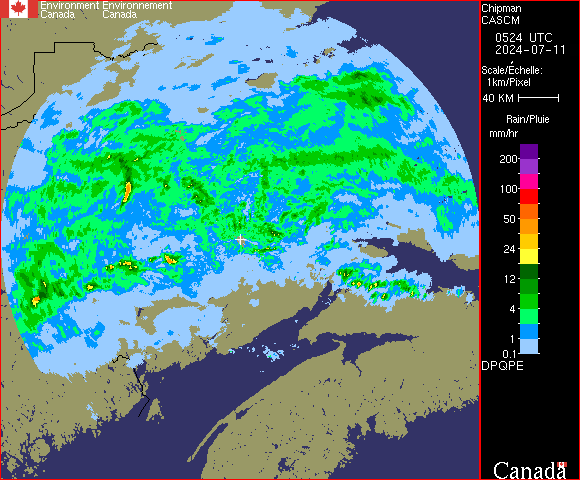 Environment Environnement
Canada Canada
Chipman
CASCM
0524 UTC
2024-07-11
Scale/Échelle:
1km/Pixel
40 KM
Rain/Pluie
mm/hr
200
100
50
24
12
4
1
0.1
DPQPE
Canada